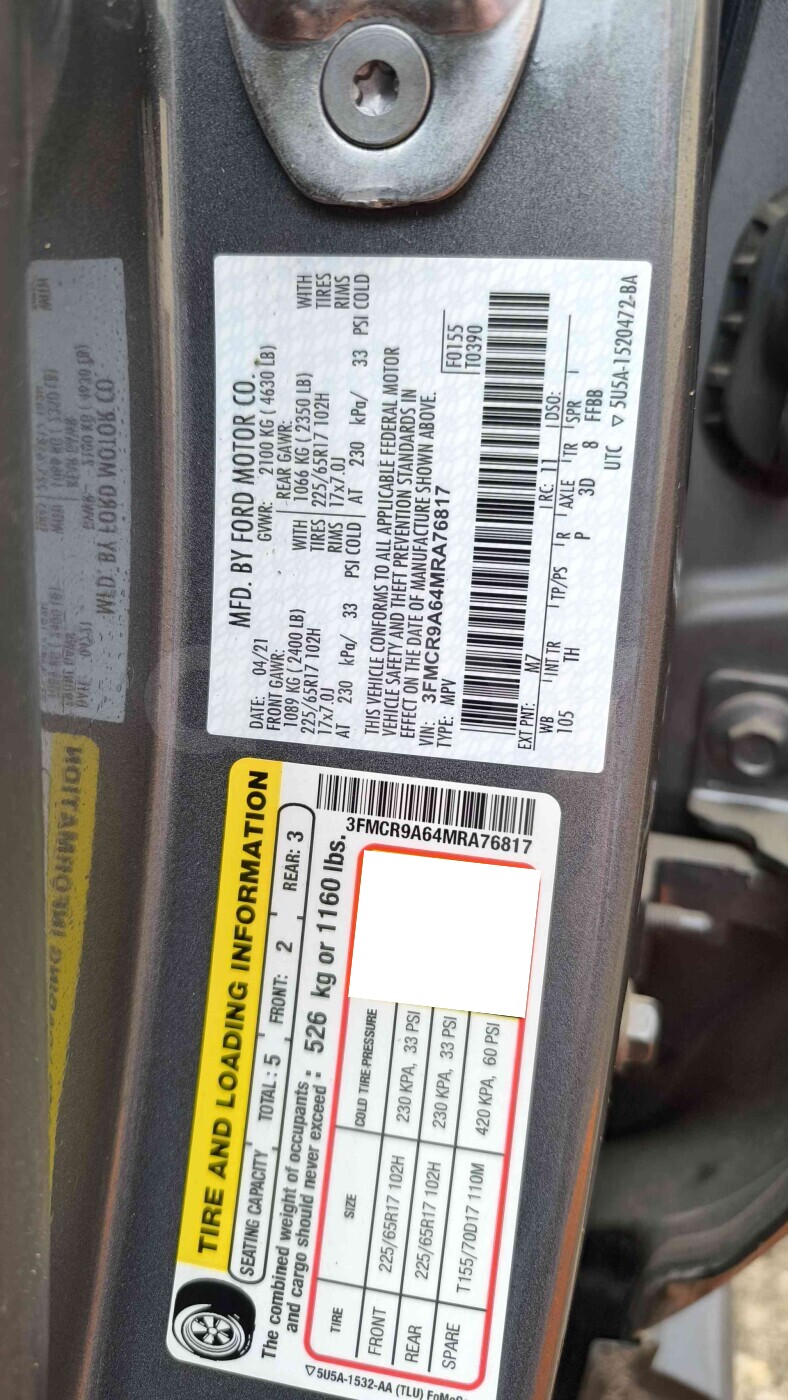 MFD. BY FORD MOTOR CO.
DATE: 04/21
GVWR: 2100 KG ( 4630 LB)
FRONT GAWR:
REAR GAWR:
1089 KG ( 2400 LB)
WITH
1066 KG ( 2350 LB)
WITH
225/65R17 102H
TIRES
225/65R17 102H
TIRES
17x7.0J
RIMS
17x7.0J
RIMS
AT 230 kPa/ 33 PSI COLD
AT 230 kPa/ 33 PSI COLD
THIS VEHICLE CONFORMS TO ALL APPLICABLE FEDERAL MOTOR
VEHICLE SAFETY AND THEFT PREVENTION STANDARDS IN
EFFECT ON THE DATE OF MANUFACTURE SHOWN ABOVE.
VIN: 3FMCR9A64MRA76817
TYPE: MPV
F0155
T0390
EXT PNT: M7 RC: 11 DSO:
WB INT TR TP/PS R AXLE TR SPR
105 TH P 3D 8 FFBB
UTC ▽ 5U5A-1520472-BA
TIRE AND LOADING INFORMATION
SEATING CAPACITY TOTAL: 5 FRONT: 2 REAR: 3
The combined weight of occupants
and cargo should never exceed : 526 kg or 1160 lbs.
3FMCR9A64MRA76817
TIRE SIZE COLD TIRE-PRESSURE
FRONT 225/65R17 102H 230 KPA, 33 PSI
REAR 225/65R17 102H 230 KPA, 33 PSI
SPARE T155/70D17 110M 420 KPA, 60 PSI
▽5U5A-1532-AA (TLU)